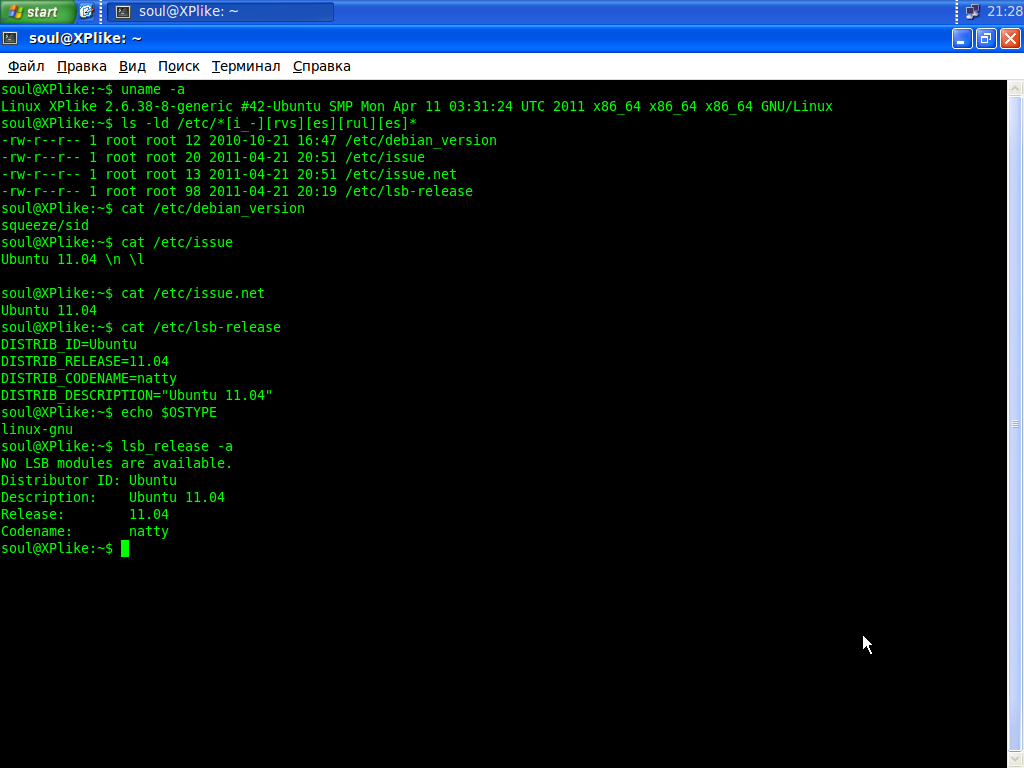 start soul@XPlike: ~ 21:28
soul@XPlike: ~
Файл Правка Вид Поиск Терминал Справка
soul@XPlike:~$ uname -a
Linux XPlike 2.6.38-8-generic #42-Ubuntu SMP Mon Apr 11 03:31:24 UTC 2011 x86_64 x86_64 x86_64 GNU/Linux
soul@XPlike:~$ ls -ld /etc/*[i_-][rvs][es][rul][es]*
-rw-r--r-- 1 root root 12 2010-10-21 16:47 /etc/debian_version
-rw-r--r-- 1 root root 20 2011-04-21 20:51 /etc/issue
-rw-r--r-- 1 root root 13 2011-04-21 20:51 /etc/issue.net
-rw-r--r-- 1 root root 98 2011-04-21 20:19 /etc/lsb-release
soul@XPlike:~$ cat /etc/debian_version
squeeze/sid
soul@XPlike:~$ cat /etc/issue
Ubuntu 11.04 \n \l
soul@XPlike:~$ cat /etc/issue.net
Ubuntu 11.04
soul@XPlike:~$ cat /etc/lsb-release
DISTRIB_ID=Ubuntu
DISTRIB_RELEASE=11.04
DISTRIB_CODENAME=natty
DISTRIB_DESCRIPTION="Ubuntu 11.04"
soul@XPlike:~$ echo $OSTYPE
linux-gnu
soul@XPlike:~$ lsb_release -a
No LSB modules are available.
Distributor ID: Ubuntu
Description:    Ubuntu 11.04
Release:        11.04
Codename:       natty
soul@XPlike:~$